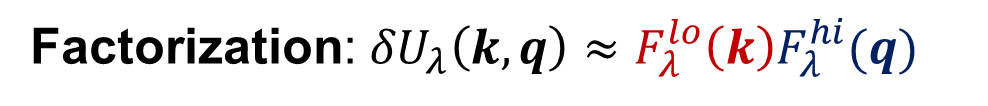 Factorization: δU_λ(k, q) ≈ F_λ^{lo}(k)F_λ^{hi}(q)